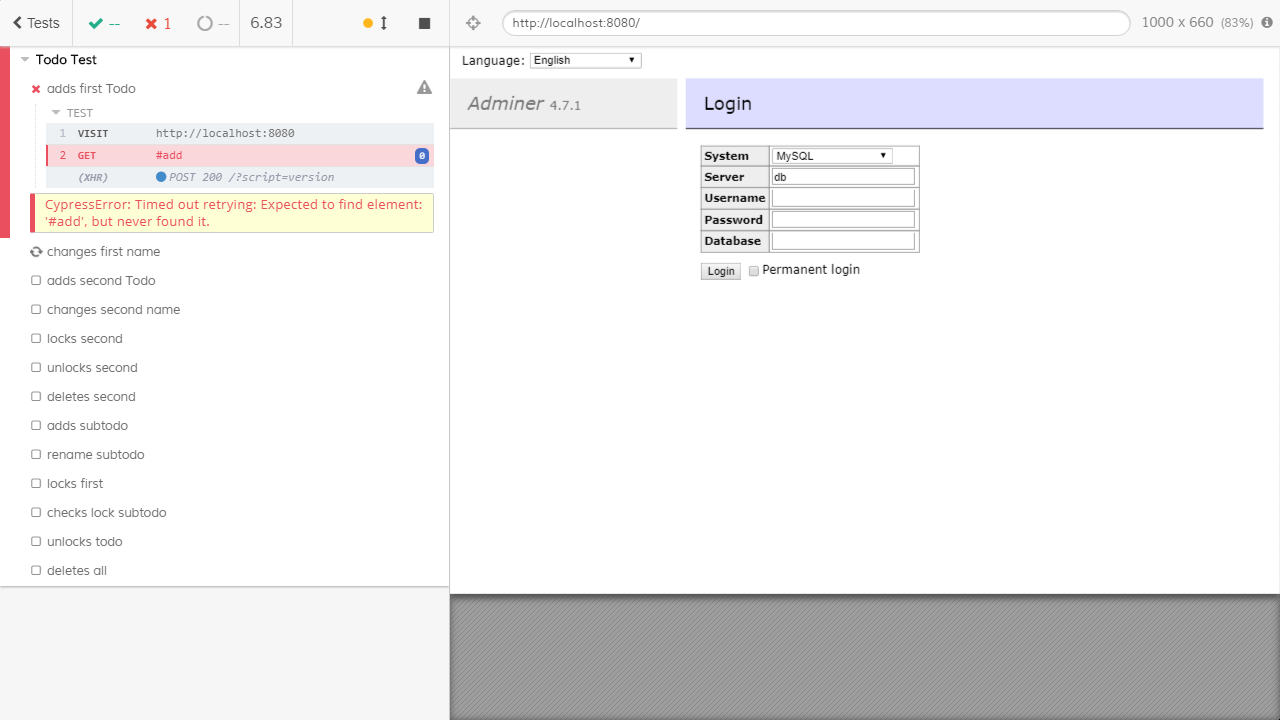 Tests
--
1
--
6.83
http://localhost:8080/
1000 x 660 (83%)
Todo Test
adds first Todo
TEST
1 VISIT http://localhost:8080
2 GET #add 0
(XHR) POST 200 /?script=version
CypressError: Timed out retrying: Expected to find element:
'#add', but never found it.
changes first name
adds second Todo
changes second name
locks second
unlocks second
deletes second
adds subtodo
rename subtodo
locks first
checks lock subtodo
unlocks todo
deletes all
Language: English
Adminer 4.7.1
Login
System MySQL
Server db
Username
Password
Database
Login Permanent login